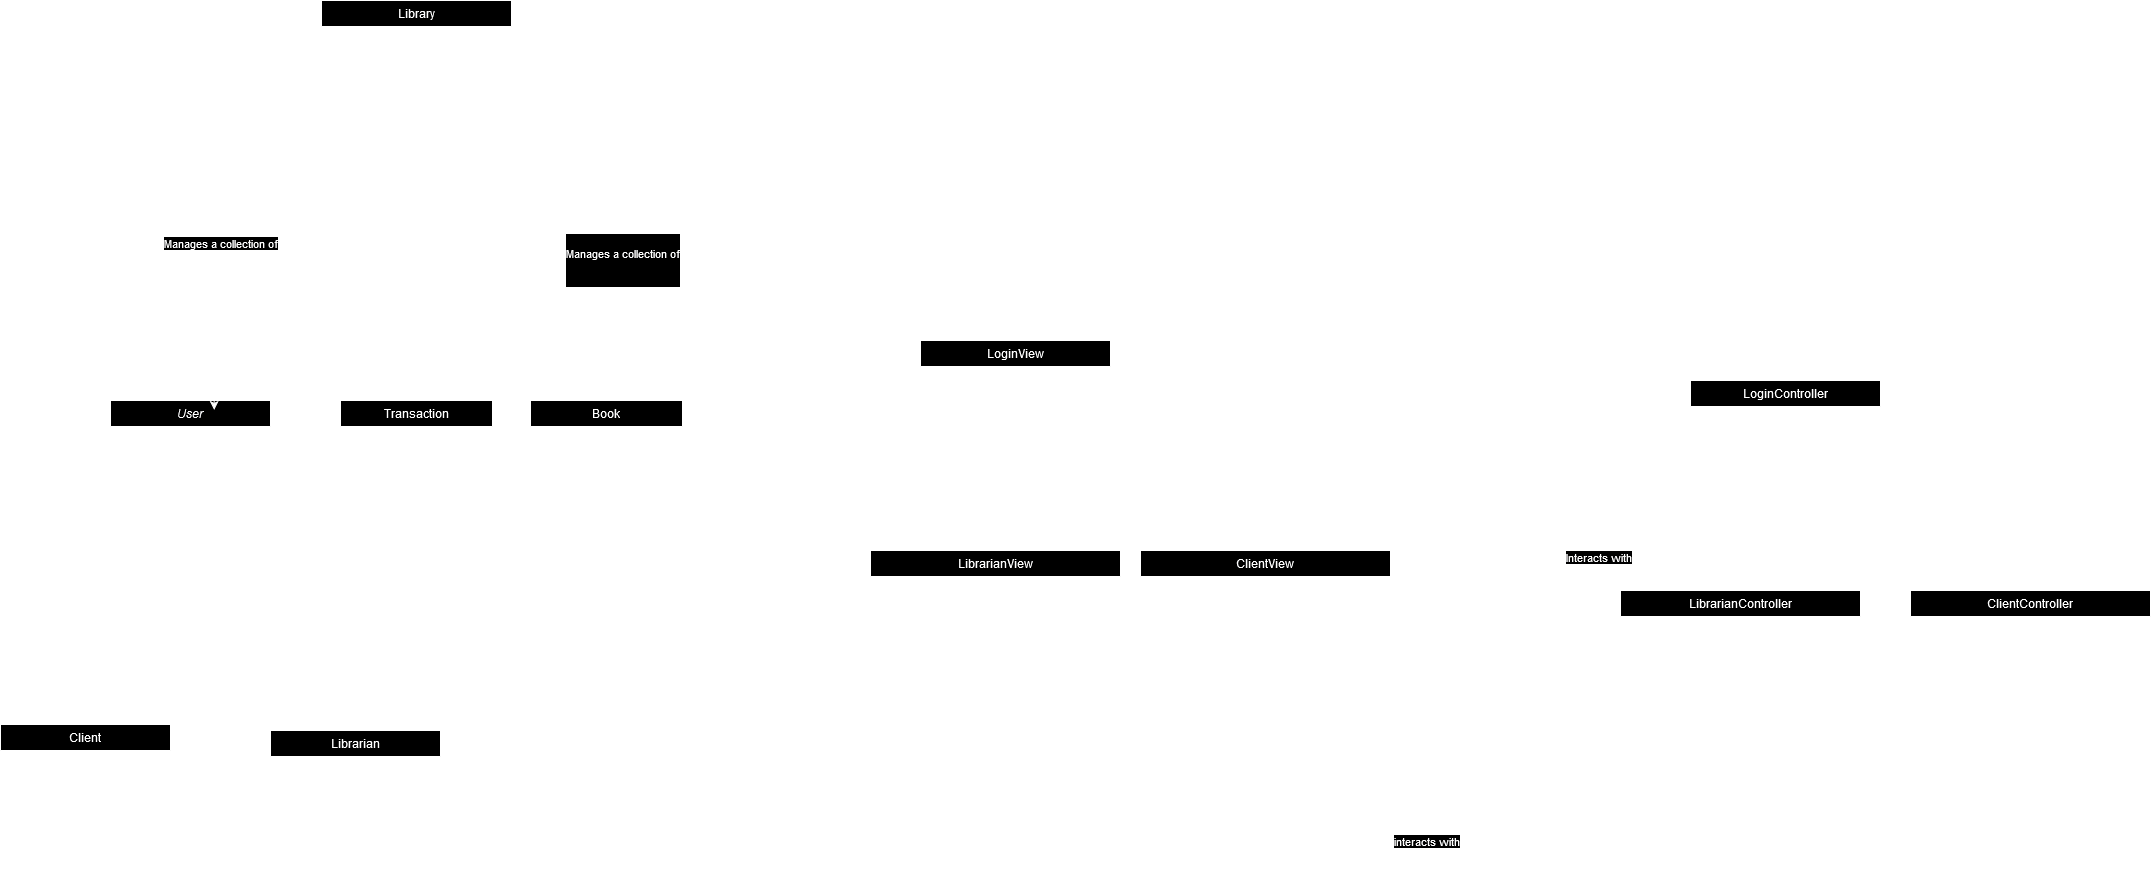 Library
Manages a collection of
Manages a collection of
LoginView
LoginController
User
Transaction
Book
LibrarianView
ClientView
Interacts with
LibrarianController
ClientController
Client
Librarian
interacts with